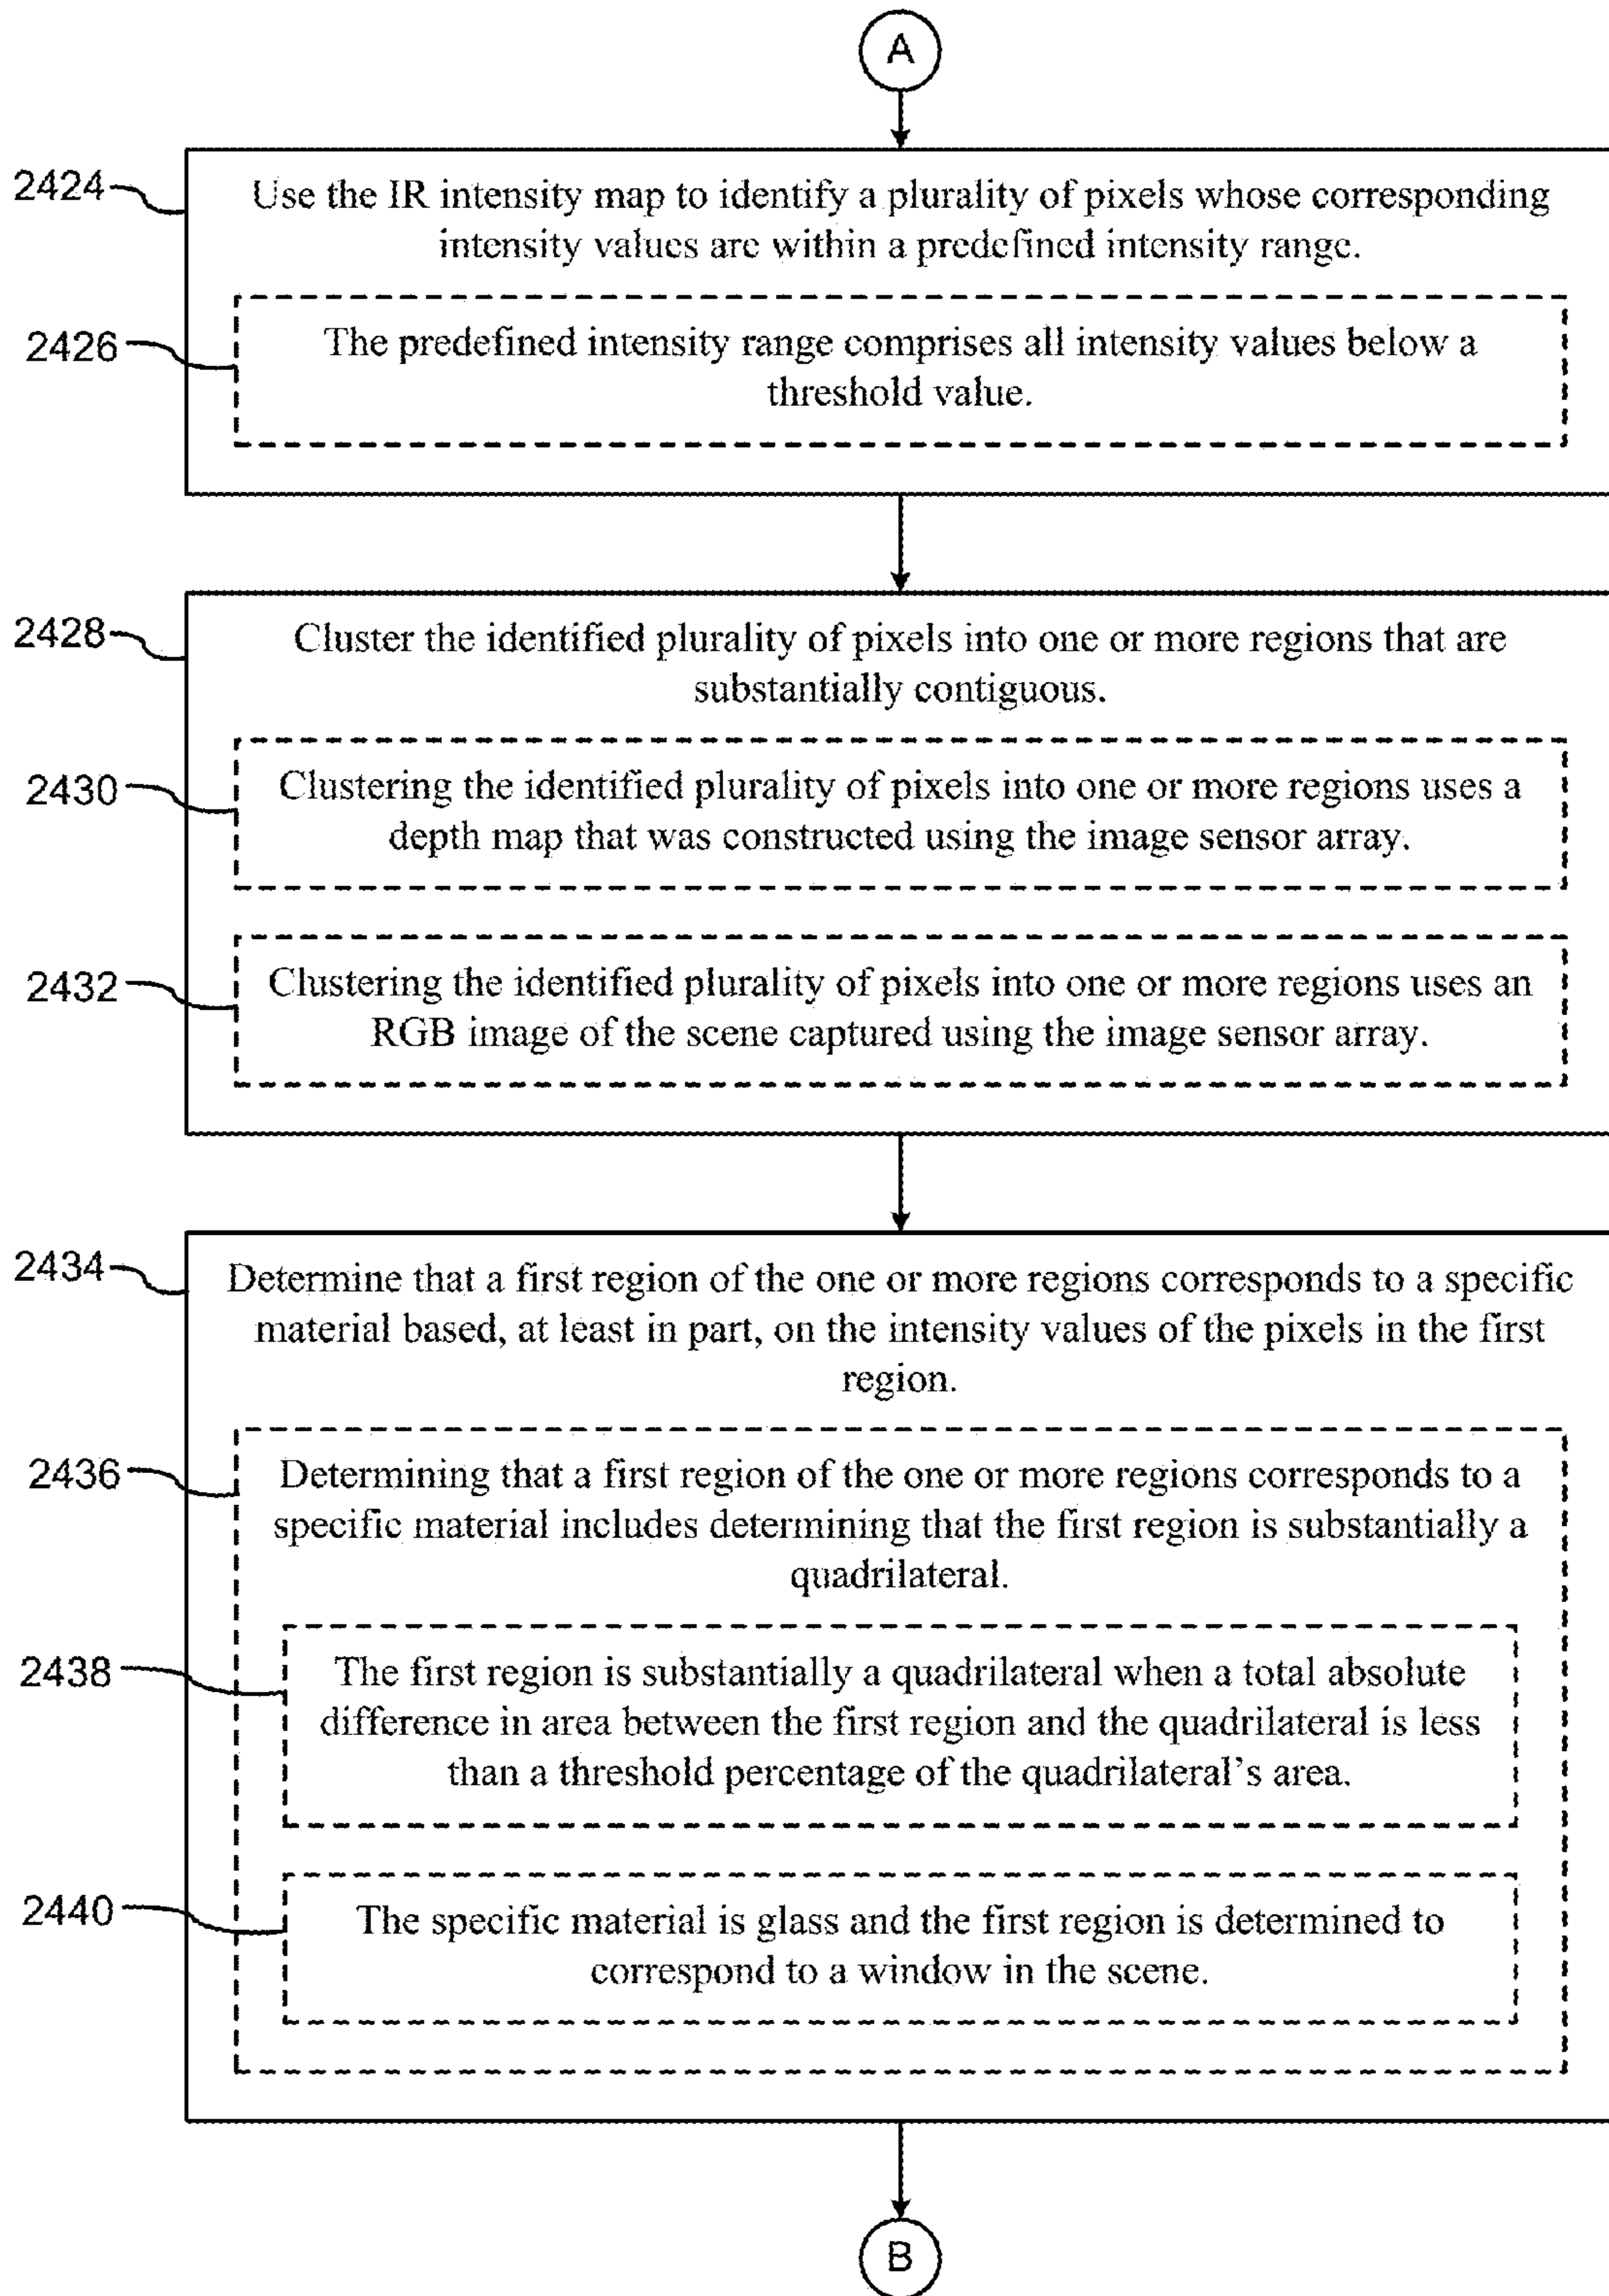 A
2424
Use the IR intensity map to identify a plurality of pixels whose corresponding
intensity values are within a predefined intensity range.
2426
The predefined intensity range comprises all intensity values below a
threshold value.
2428
Cluster the identified plurality of pixels into one or more regions that are
substantially contiguous.
2430
Clustering the identified plurality of pixels into one or more regions uses a
depth map that was constructed using the image sensor array.
2432
Clustering the identified plurality of pixels into one or more regions uses an
RGB image of the scene captured using the image sensor array.
2434
Determine that a first region of the one or more regions corresponds to a specific
material based, at least in part, on the intensity values of the pixels in the first
region.
2436
Determining that a first region of the one or more regions corresponds to a
specific material includes determining that the first region is substantially a
quadrilateral.
2438
The first region is substantially a quadrilateral when a total absolute
difference in area between the first region and the quadrilateral is less
than a threshold percentage of the quadrilateral's area.
2440
The specific material is glass and the first region is determined to
correspond to a window in the scene.
B